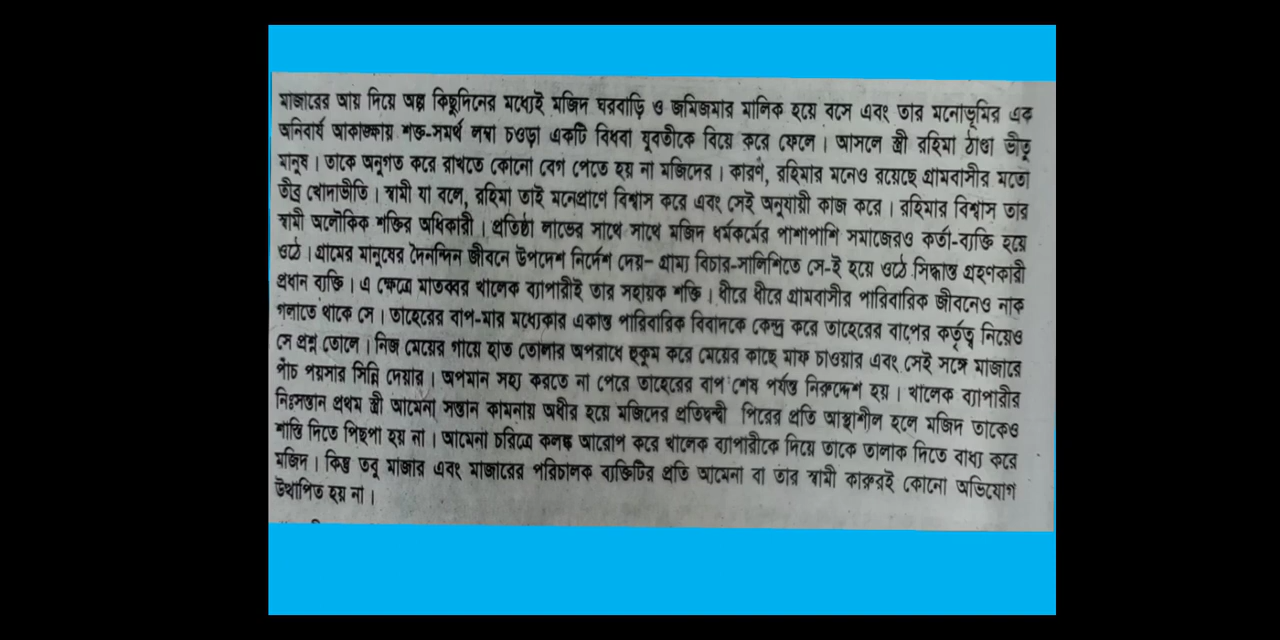 মাজারের আয় দিয়ে অল্প কিছুদিনের মধ্যেই মজিদ ঘরবাড়ি ও জমিজমার মালিক হয়ে বসে এবং তার মনোভূমির এক
অনিবার্য আকাঙ্ক্ষায় শক্ত-সমর্থ লম্বা চওড়া একটি বিধবা যুবতীকে বিয়ে করে ফেলে। আসলে স্ত্রী রহিমা ঠাণ্ডা ভীতু
মানুষ। তাকে অনুগত করে রাখতে কোনো বেগ পেতে হয় না মজিদের। কারণ, রহিমার মনেও রয়েছে গ্রামবাসীর মতো
তীব্র খোদাভীতি। স্বামী যা বলে, রহিমা তাই মনেপ্রাণে বিশ্বাস করে এবং সেই অনুযায়ী কাজ করে। রহিমার বিশ্বাস তার
স্বামী অলৌকিক শক্তির অধিকারী। প্রতিষ্ঠা লাভের সাথে সাথে মজিদ ধর্মকর্মের পাশাপাশি সমাজেরও কর্তা-ব্যক্তি হয়ে
ওঠে। গ্রামের মানুষের দৈনন্দিন জীবনে উপদেশ নির্দেশ দেয়– গ্রাম্য বিচার-সালিশিতে সে-ই হয়ে ওঠে সিদ্ধান্ত গ্রহণকারী
প্রধান ব্যক্তি। এ ক্ষেত্রে মাতব্বর খালেক ব্যাপারীই তার সহায়ক শক্তি। ধীরে ধীরে গ্রামবাসীর পারিবারিক জীবনেও নাক
গলাতে থাকে সে। তাহেরের বাপ-মার মধ্যেকার একান্ত পারিবারিক বিবাদকে কেন্দ্র করে তাহেরের বাপের কর্তৃত্ব নিয়েও
সে প্রশ্ন তোলে। নিজ মেয়ের গায়ে হাত তোলার অপরাধে হুকুম করে মেয়ের কাছে মাফ চাওয়ার এবং সেই সঙ্গে মাজারে
পাঁচ পয়সার সিন্নি দেয়ার। অপমান সহ্য করতে না পেরে তাহেরের বাপ শেষ পর্যন্ত নিরুদ্দেশ হয়। খালেক ব্যাপারীর
নিঃসন্তান প্রথম স্ত্রী আমেনা সন্তান কামনায় অধীর হয়ে মজিদের প্রতিদ্বন্দ্বী পিরের প্রতি আস্থাশীল হলে মজিদ তাকেও
শাস্তি দিতে পিছপা হয় না। আমেনা চরিত্রে কলঙ্ক আরোপ করে খালেক ব্যাপারীকে দিয়ে তাকে তালাক দিতে বাধ্য করে
মজিদ। কিন্তু তবু মাজার এবং মাজারের পরিচালক ব্যক্তিটির প্রতি আমেনা বা তার স্বামী কারুরই কোনো অভিযোগ
উত্থাপিত হয় না।